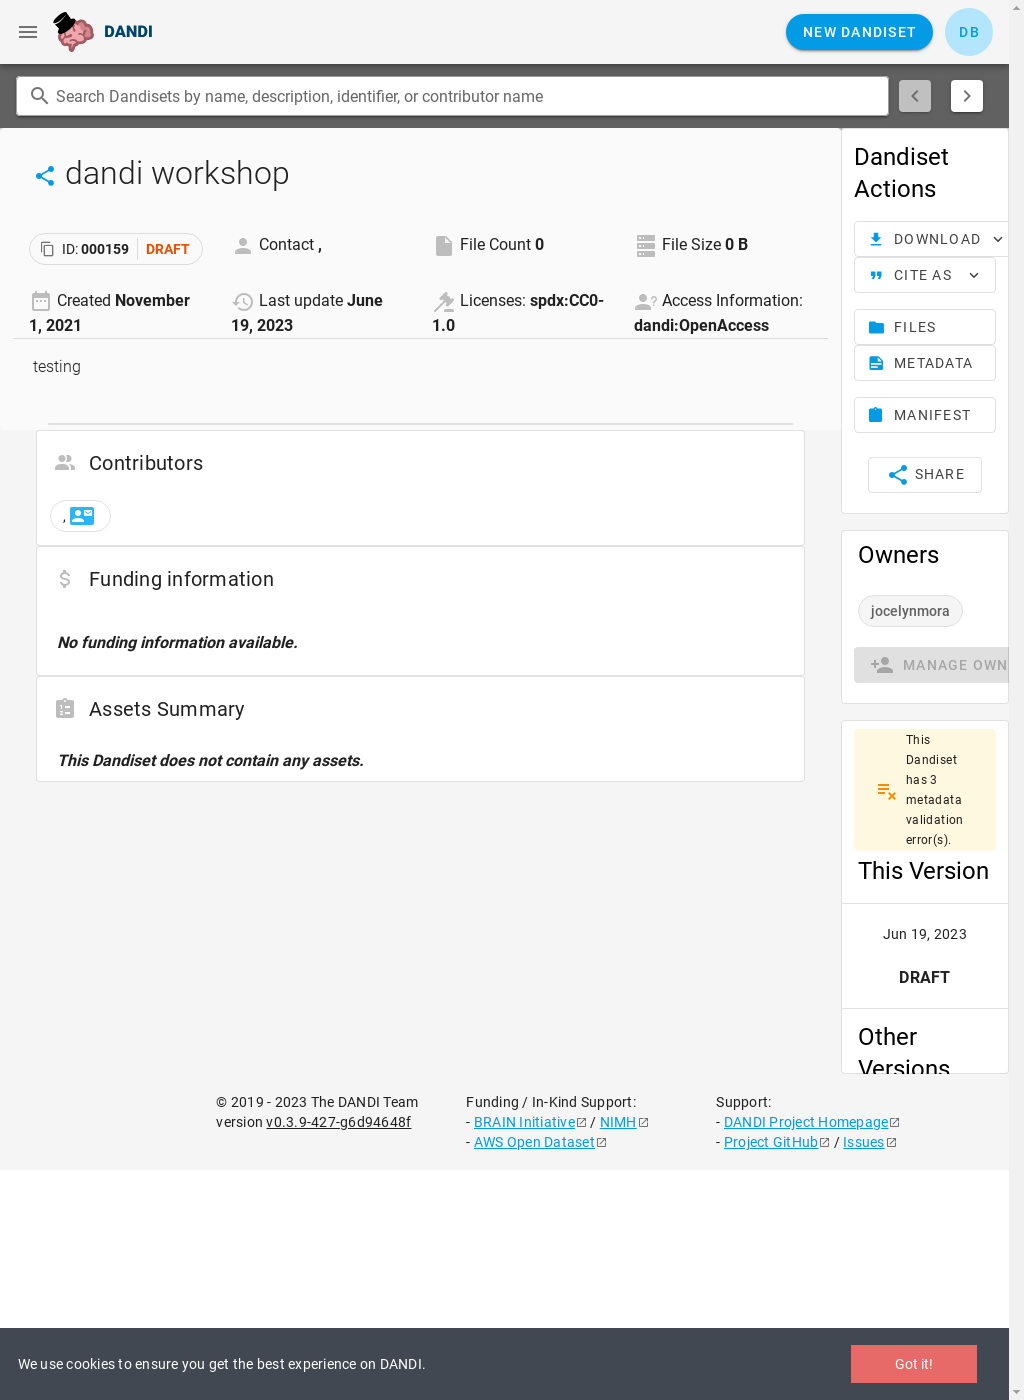 DANDI
NEW DANDISET
DB
Search Dandisets by name, description, identifier, or contributor name
dandi workshop
ID: 000159 DRAFT
Contact ,
File Count 0
File Size 0 B
Created November 1, 2021
Last update June 19, 2023
Licenses: spdx:CC0-1.0
Access Information: dandi:OpenAccess
testing
Contributors
,
Funding information
No funding information available.
Assets Summary
This Dandiset does not contain any assets.
Dandiset
Actions
DOWNLOAD
CITE AS
FILES
METADATA
MANIFEST
SHARE
Owners
jocelynmora
MANAGE OWN
This
Dandiset
has 3
metadata
validation
error(s).
This Version
Jun 19, 2023
DRAFT
Other
Versions
© 2019 - 2023 The DANDI Team
version v0.3.9-427-g6d94648f
Funding / In-Kind Support:
- BRAIN Initiative / NIMH
- AWS Open Dataset
Support:
- DANDI Project Homepage
- Project GitHub / Issues
We use cookies to ensure you get the best experience on DANDI.
Got it!